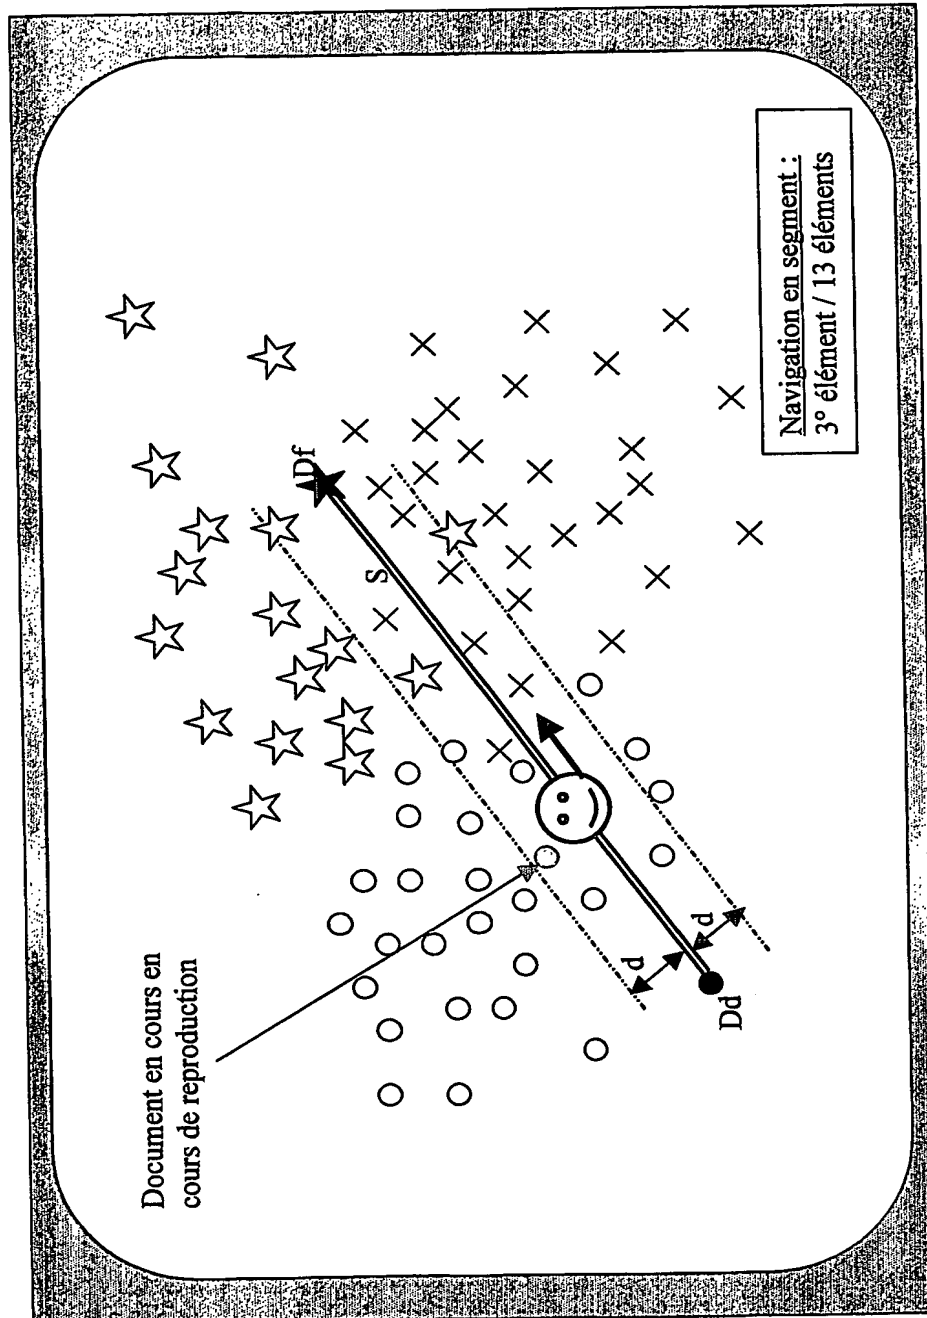 Document en cours en
cours de reproduction
Df
S
d
d
Dd
Navigation en segment :
3° élément / 13 éléments